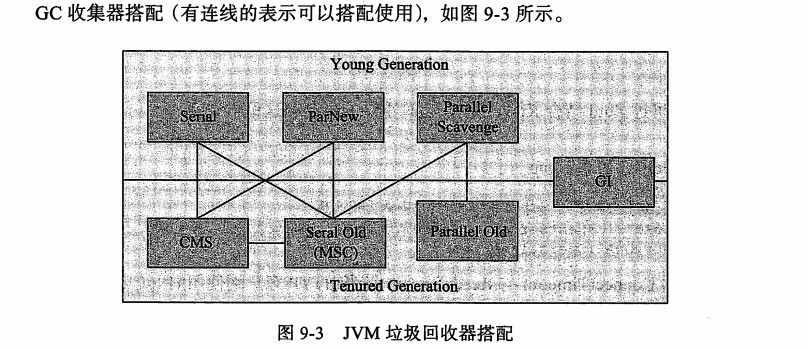 GC 收集器搭配（有连线的表示可以搭配使用），如图 9-3 所示。
Young Generation
Serial
ParNew
Parallel
Scavenge
G1
CMS
Seral Old
(MSC)
Parallel Old
Tenured Generation
图 9-3 JVM 垃圾回收器搭配